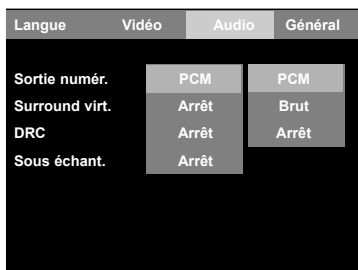 Langue Vidéo Audio Général
Sortie numér. PCM PCM
Surround virt. Arrêt Brut
DRC Arrêt Arrêt
Sous échant. Arrêt